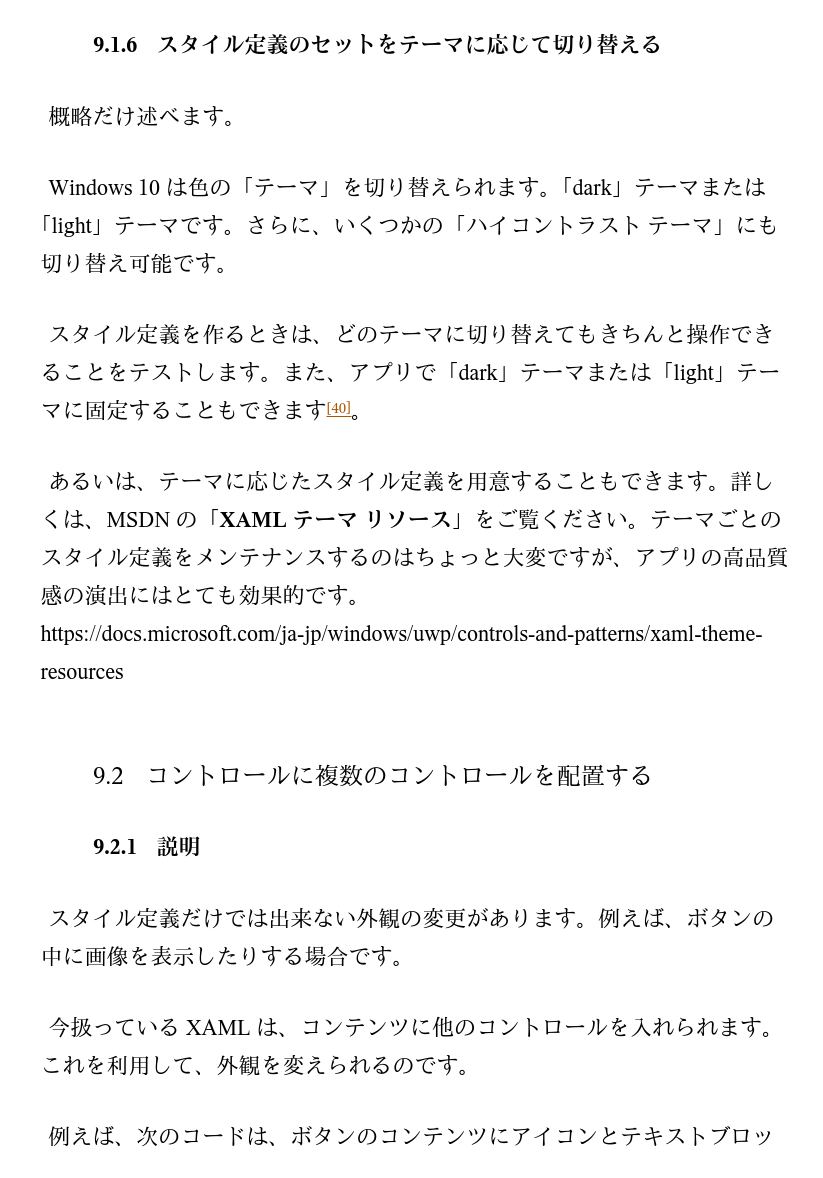 9.1.6 スタイル定義のセットをテーマに応じて切り替える
概略だけ述べます。
Windows 10 は色の「テーマ」を切り替えられます。「dark」テーマまたは
「light」テーマです。さらに、いくつかの「ハイコントラスト テーマ」にも
切り替え可能です。
スタイル定義を作るときは、どのテーマに切り替えてもきちんと操作でき
ることをテストします。また、アプリで「dark」テーマまたは「light」テー
マに固定することもできます[40]。
あるいは、テーマに応じたスタイル定義を用意することもできます。詳し
くは、MSDN の「XAML テーマ リソース」をご覧ください。テーマごとの
スタイル定義をメンテナンスするのはちょっと大変ですが、アプリの高品質
感の演出にはとても効果的です。
https://docs.microsoft.com/ja-jp/windows/uwp/controls-and-patterns/xaml-theme-
resources
9.2 コントロールに複数のコントロールを配置する
9.2.1 説明
スタイル定義だけでは出来ない外観の変更があります。例えば、ボタンの
中に画像を表示したりする場合です。
今扱っている XAML は、コンテンツに他のコントロールを入れられます。
これを利用して、外観を変えられるのです。
例えば、次のコードは、ボタンのコンテンツにアイコンとテキストブロッ